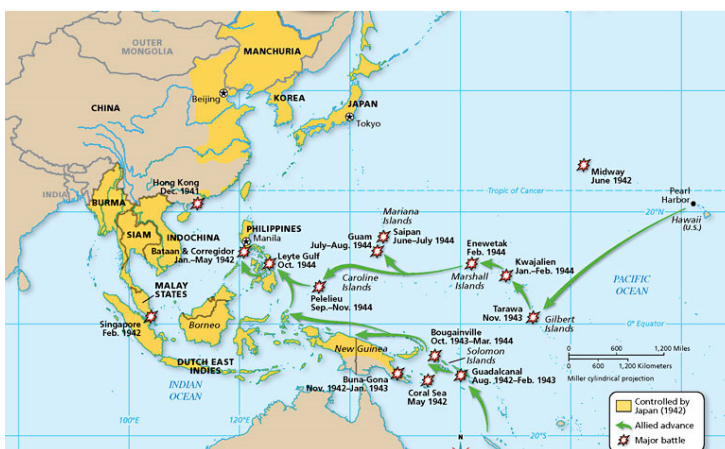 OUTER
MONGOLIA
MANCHURIA
Beijing
KOREA
JAPAN
Tokyo
CHINA
Midway
June 1942
INDIA
Hong Kong
Dec. 1941
Tropic of Cancer
Pearl
Harbor
20°N
Hawaii
(U.S.)
BURMA
Mariana
Islands
SIAM
INDOCHINA
PHILIPPINES
Manila
Guam
July–Aug. 1944
Saipan
June–July 1944
Bataan & Corregidor
Jan.–May 1942
Leyte Gulf
Oct. 1944
Enewetak
Feb. 1944
Kwajalien
Jan.–Feb. 1944
Caroline
Islands
Marshall
Islands
PACIFIC
OCEAN
MALAY
STATES
Pelelieu
Sep.–Nov. 1944
Tarawa
Nov. 1943
Gilbert
Islands
Singapore
Feb. 1942
Borneo
0° Equator
Bougainville
Oct. 1943–Mar. 1944
Solomon
Islands
New Guinea
DUTCH EAST
INDIES
Guadalcanal
Aug. 1942–Feb. 1943
Buna-Gona
Nov. 1942–Jan. 1943
Coral Sea
May 1942
INDIAN
OCEAN
0 600 1,200 Miles
0 600 1,200 Kilometers
Miller cylindrical projection
100°E
120°E
20°S
N
Controlled by
Japan (1942)
Allied advance
Major battle